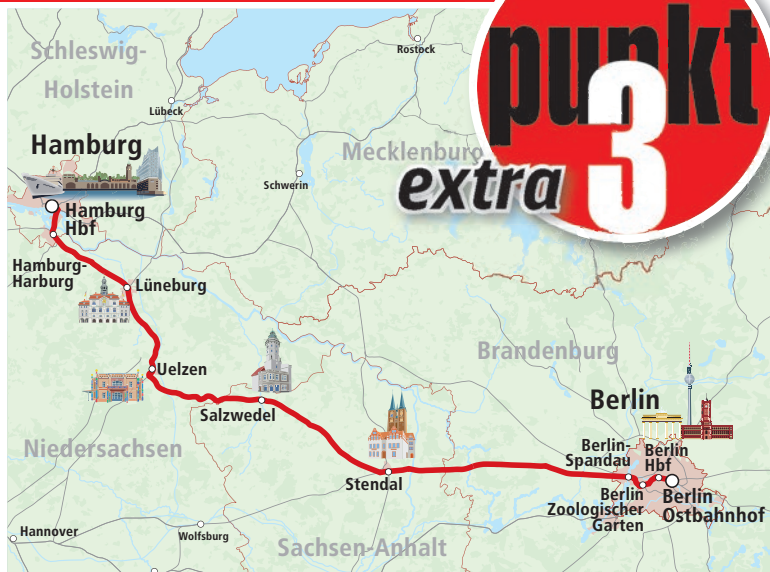 punkt
3
extra
Schleswig-
Holstein
Rostock
Lübeck
Hamburg
Mecklenburg
Schwerin
Hamburg
Hbf
Hamburg-
Harburg
Lüneburg
Brandenburg
Uelzen
Berlin
Salzwedel
Niedersachsen
Berlin-
Spandau
Berlin
Hbf
Stendal
Berlin
Zoologischer
Garten
Berlin
Ostbahnhof
Hannover
Wolfsburg
Sachsen-Anhalt